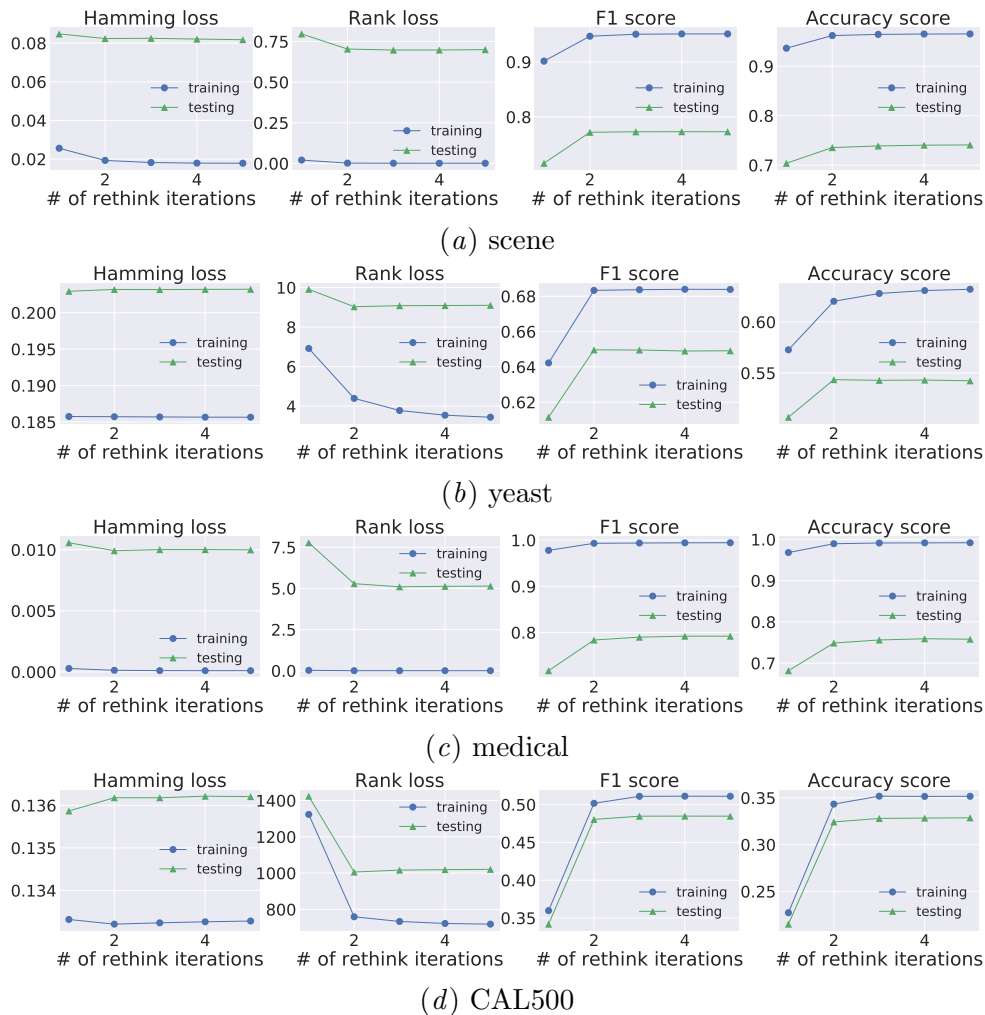 Hamming loss Rank loss F1 score Accuracy score
0.08 0.06 0.04 0.02
0.75 0.50 0.25 0.00
0.9 0.8
0.9 0.8 0.7
training testing training testing training testing training testing
2 4 2 4 2 4 2 4
# of rethink iterations # of rethink iterations # of rethink iterations # of rethink iterations
(a) scene
Hamming loss Rank loss F1 score Accuracy score
0.200 0.195 0.190 0.185
10 8 6 4
0.68 0.66 0.64 0.62
0.60 0.55
training testing training testing training testing training testing
2 4 2 4 2 4 2 4
# of rethink iterations # of rethink iterations # of rethink iterations # of rethink iterations
(b) yeast
Hamming loss Rank loss F1 score Accuracy score
0.010 0.005 0.000
7.5 5.0 2.5 0.0
1.0 0.9 0.8
1.0 0.9 0.8 0.7
training testing training testing training testing training testing
2 4 2 4 2 4 2 4
# of rethink iterations # of rethink iterations # of rethink iterations # of rethink iterations
(c) medical
Hamming loss Rank loss F1 score Accuracy score
0.136 0.135 0.134
1400 1200 1000 800
0.50 0.45 0.40 0.35
0.35 0.30 0.25
training testing training testing training testing training testing
2 4 2 4 2 4 2 4
# of rethink iterations # of rethink iterations # of rethink iterations # of rethink iterations
(d) CAL500